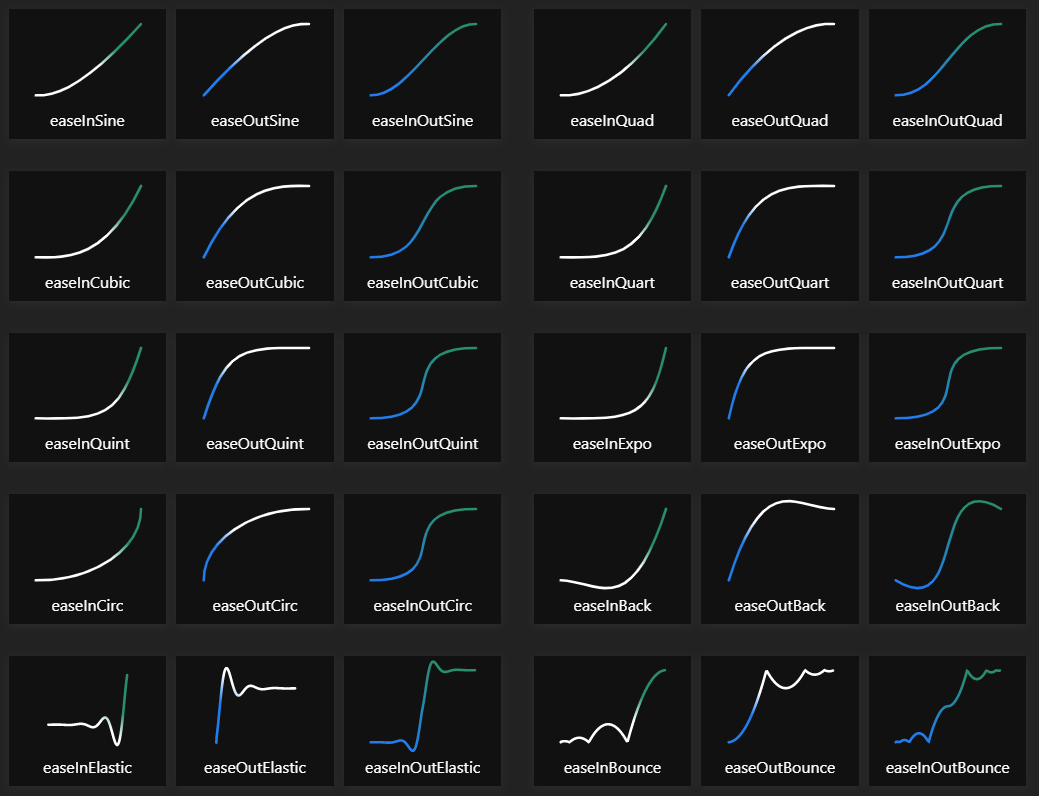 easeInSine
easeOutSine
easeInOutSine
easeInQuad
easeOutQuad
easeInOutQuad
easeInCubic
easeOutCubic
easeInOutCubic
easeInQuart
easeOutQuart
easeInOutQuart
easeInQuint
easeOutQuint
easeInOutQuint
easeInExpo
easeOutExpo
easeInOutExpo
easeInCirc
easeOutCirc
easeInOutCirc
easeInBack
easeOutBack
easeInOutBack
easeInElastic
easeOutElastic
easeInOutElastic
easeInBounce
easeOutBounce
easeInOutBounce